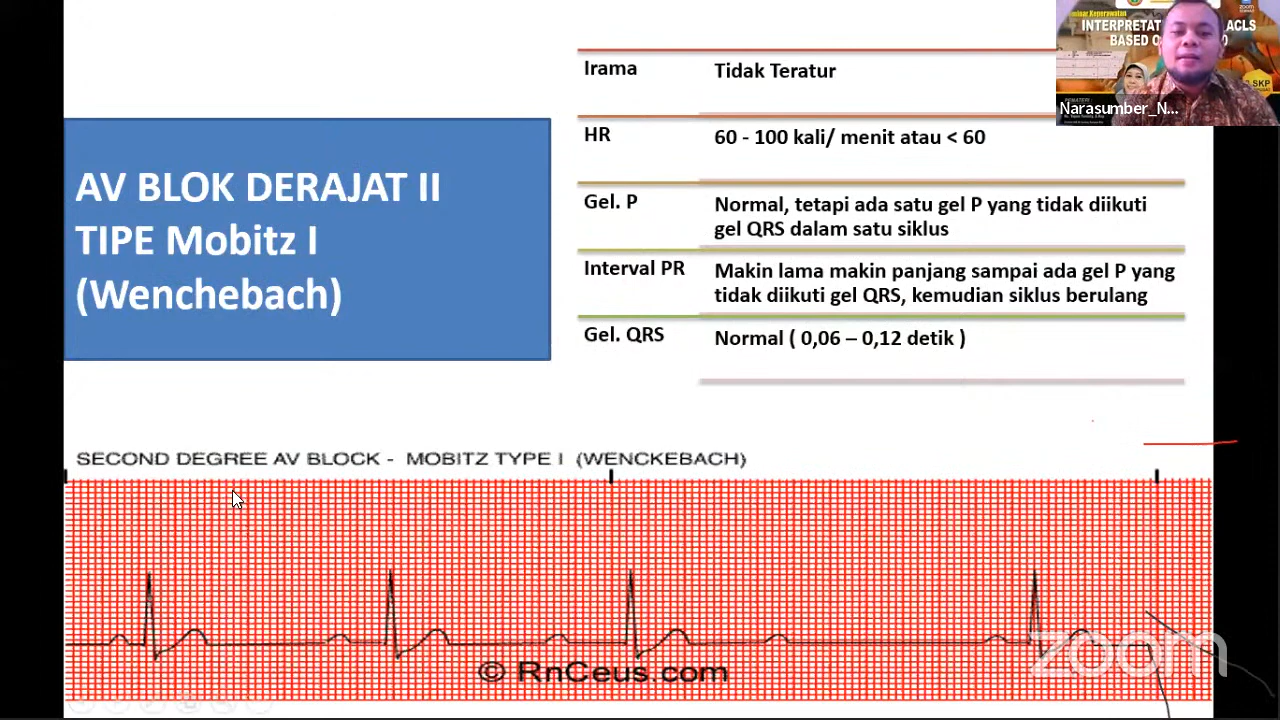 AV BLOK DERAJAT II
TIPE Mobitz I
(Wenchebach)
Irama
Tidak Teratur
HR
60 - 100 kali/ menit atau < 60
Gel. P
Normal, tetapi ada satu gel P yang tidak diikuti
gel QRS dalam satu siklus
Interval PR
Makin lama makin panjang sampai ada gel P yang
tidak diikuti gel QRS, kemudian siklus berulang
Gel. QRS
Normal ( 0,06 – 0,12 detik )
SECOND DEGREE AV BLOCK - MOBITZ TYPE I (WENCKEBACH)
© RnCeus.com
zoom
Keperawatan
ACLS
BASED
SKP
Narasumber_N...